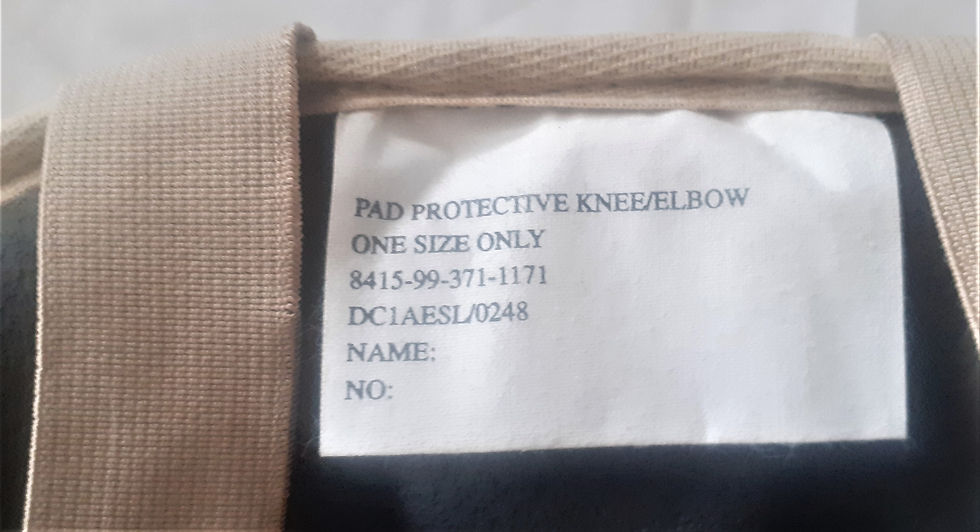 PAD PROTECTIVE KNEE/ELBOW
ONE SIZE ONLY
8415-99-371-1171
DC1AESL/0248
NAME:
NO: